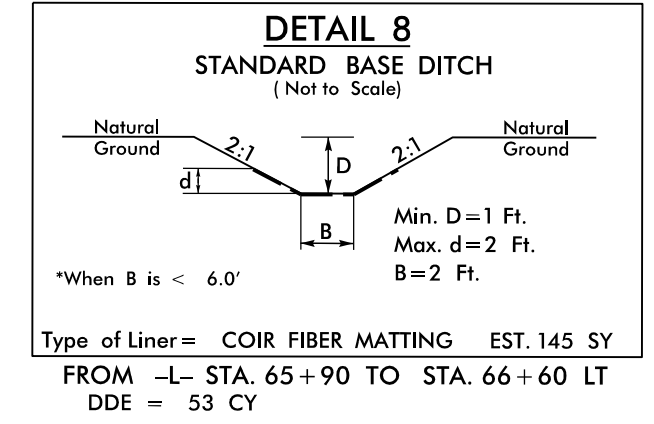 DETAIL 8
STANDARD BASE DITCH
( Not to Scale)
Natural
Ground
2:1
D
2:1
Natural
Ground
d
B
Min. D=1 Ft.
Max. d=2 Ft.
B=2 Ft.
*When B is < 6.0'
Type of Liner= COIR FIBER MATTING EST. 145 SY
FROM -L- STA. 65+90 TO STA. 66+60 LT
DDE = 53 CY